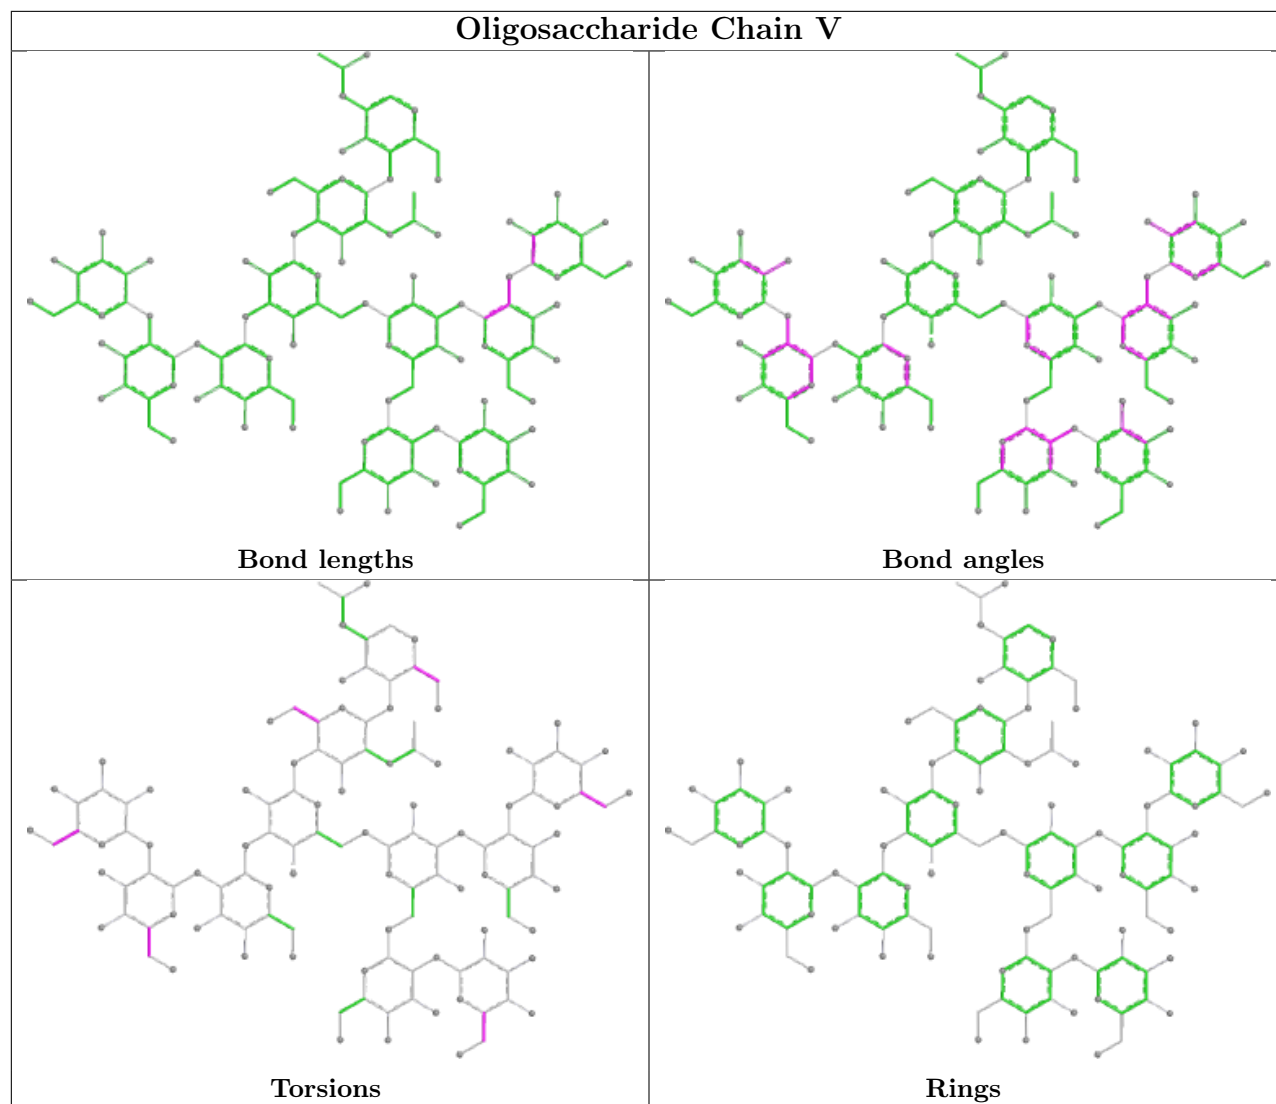 Oligosaccharide Chain V
Bond lengths
Bond angles
Torsions
Rings